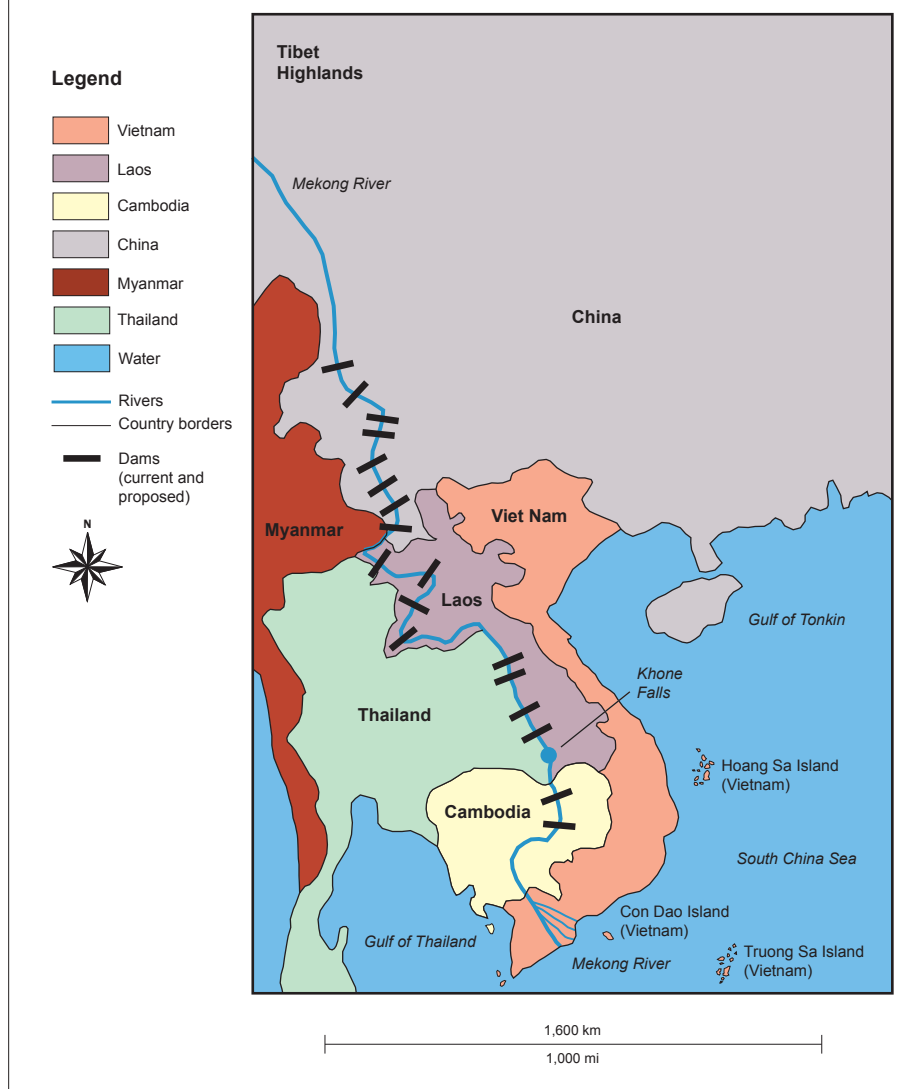 Legend
Vietnam
Laos
Cambodia
China
Myanmar
Thailand
Water
Rivers
Country borders
Dams
(current and
proposed)
N
Tibet
Highlands
Mekong River
China
Myanmar
Viet Nam
Laos
Gulf of Tonkin
Khone
Falls
Thailand
Hoang Sa Island
(Vietnam)
Cambodia
South China Sea
Con Dao Island
(Vietnam)
Gulf of Thailand
Truong Sa Island
(Vietnam)
Mekong River
1,600 km
1,000 mi